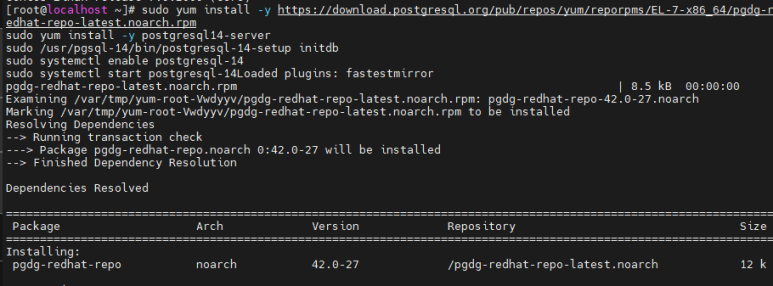 [root@localhost ~]# sudo yum install -y https://download.postgresql.org/pub/repos/yum/reporpms/EL-7-x86_64/pgdg-r
edhat-repo-latest.noarch.rpm
sudo yum install -y postgresql14-server
sudo /usr/pgsql-14/bin/postgresql-14-setup initdb
sudo systemctl enable postgresql-14
sudo systemctl start postgresql-14Loaded plugins: fastestmirror
pgdg-redhat-repo-latest.noarch.rpm | 8.5 kB 00:00:00
Examining /var/tmp/yum-root-Vwdyyv/pgdg-redhat-repo-latest.noarch.rpm: pgdg-redhat-repo-42.0-27.noarch
Marking /var/tmp/yum-root-Vwdyyv/pgdg-redhat-repo-latest.noarch.rpm to be installed
Resolving Dependencies
--> Running transaction check
---> Package pgdg-redhat-repo.noarch 0:42.0-27 will be installed
--> Finished Dependency Resolution
Dependencies Resolved
================================================================================
Package Arch Version Repository Size
================================================================================
Installing:
pgdg-redhat-repo noarch 42.0-27 /pgdg-redhat-repo-latest.noarch 12 k